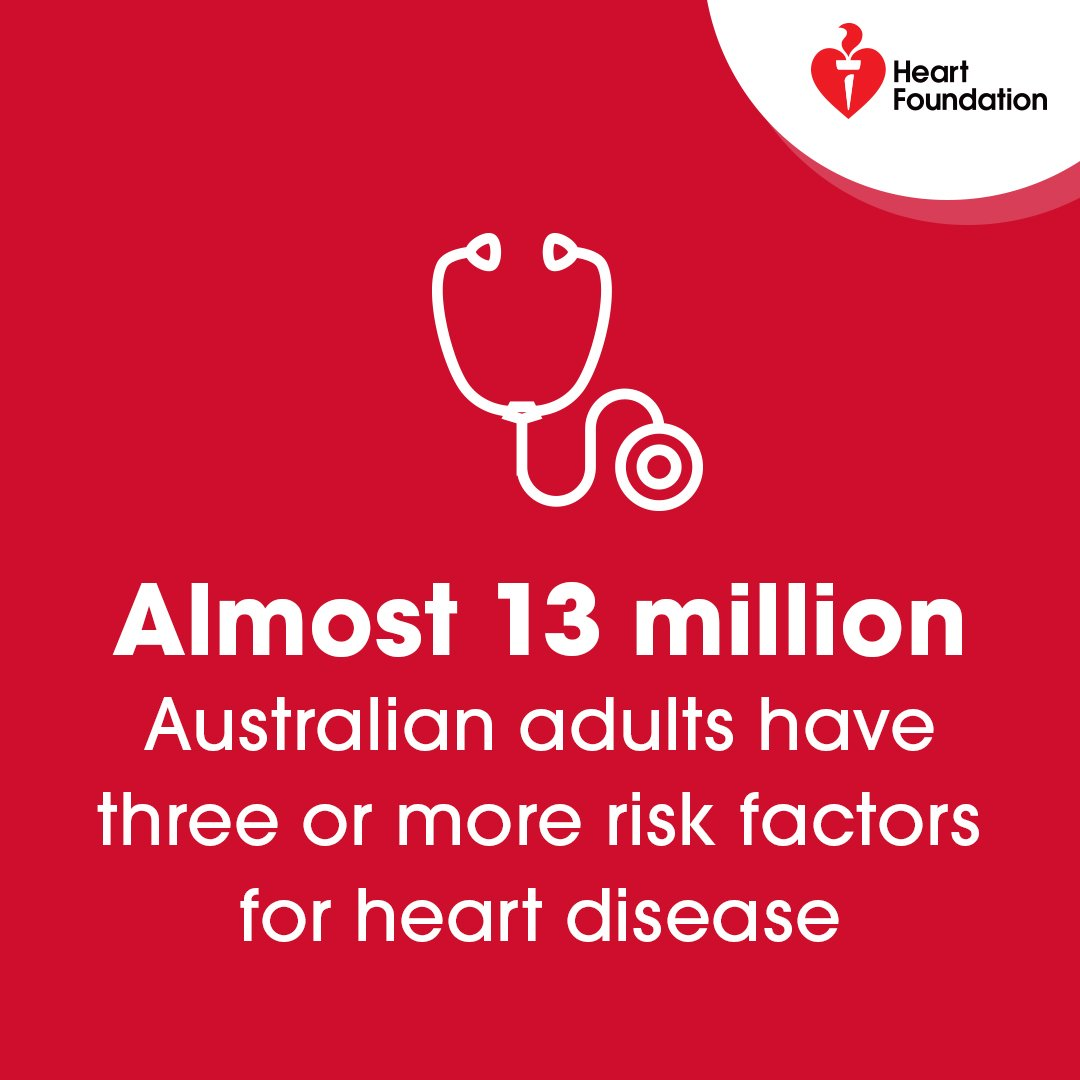 Heart
Foundation
Almost 13 million
Australian adults have
three or more risk factors
for heart disease